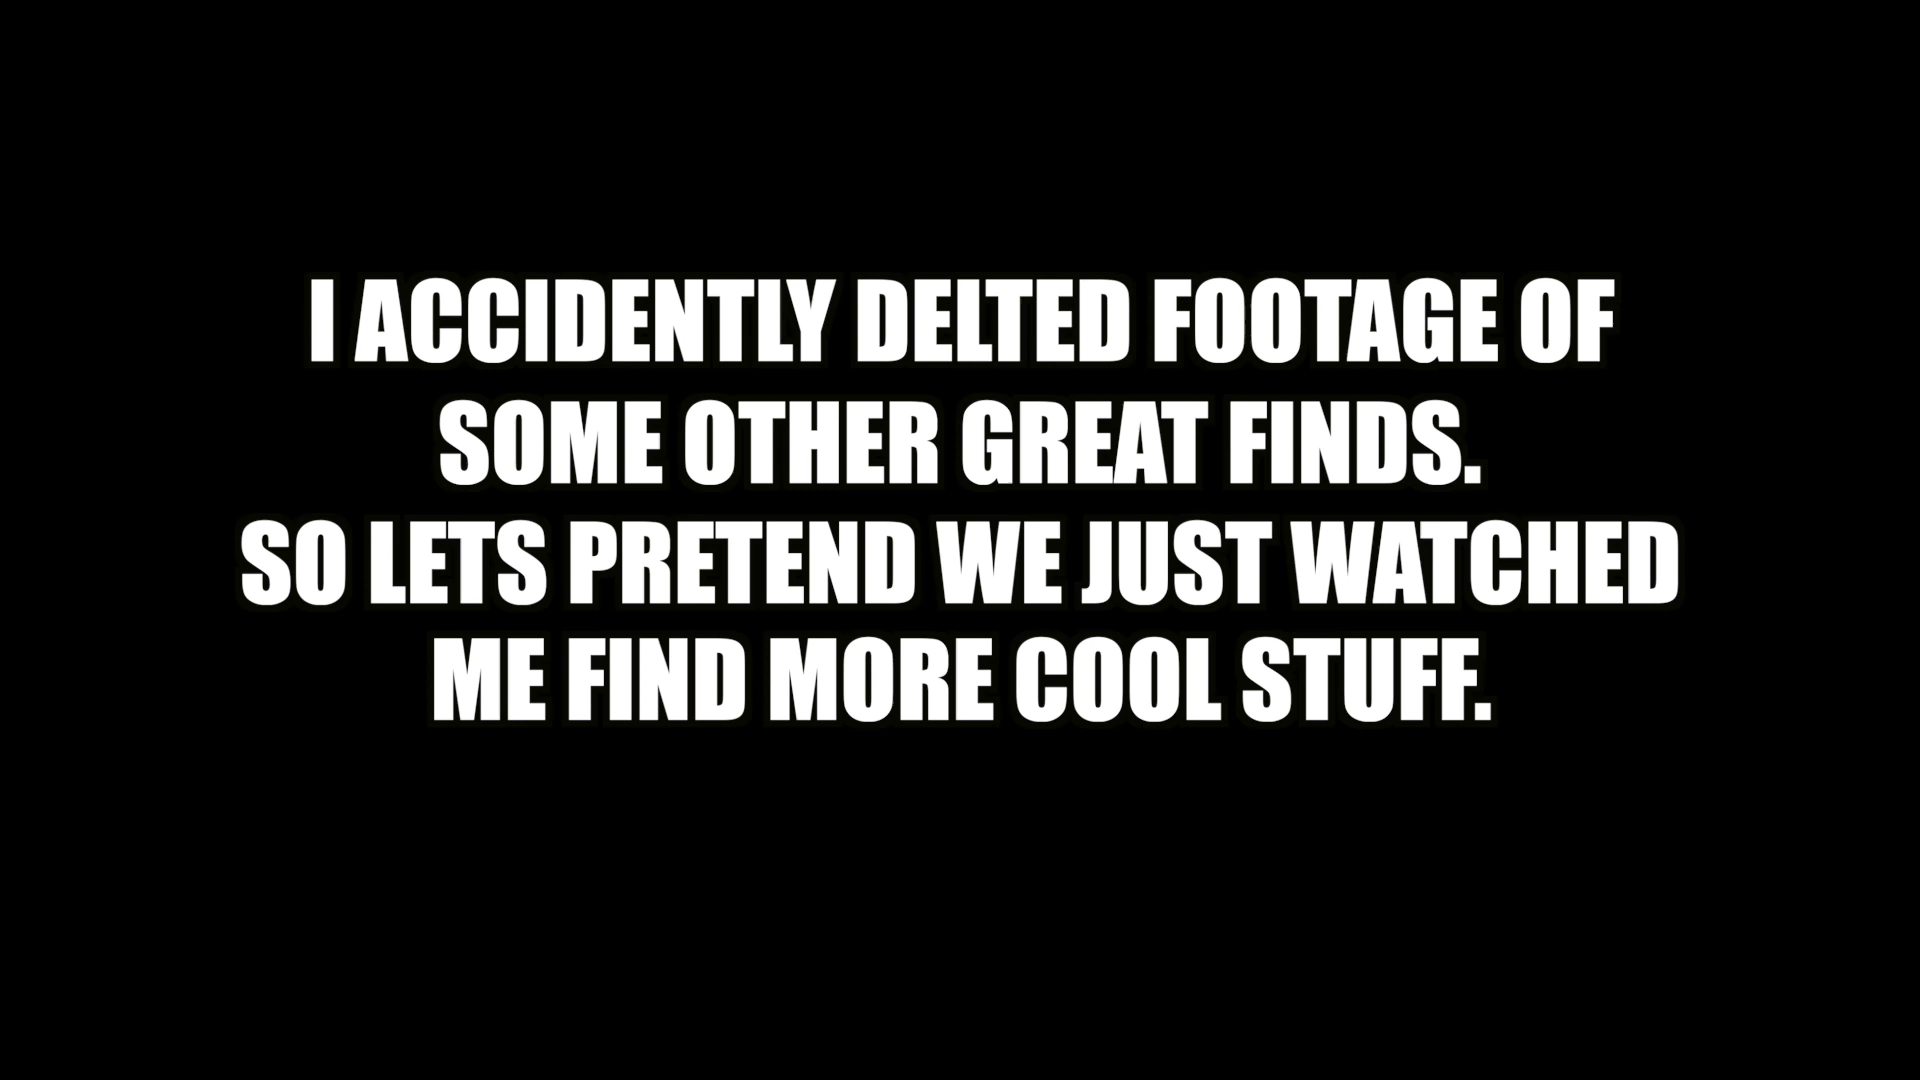 I ACCIDENTLY DELTED FOOTAGE OF
SOME OTHER GREAT FINDS.
SO LETS PRETEND WE JUST WATCHED
ME FIND MORE COOL STUFF.